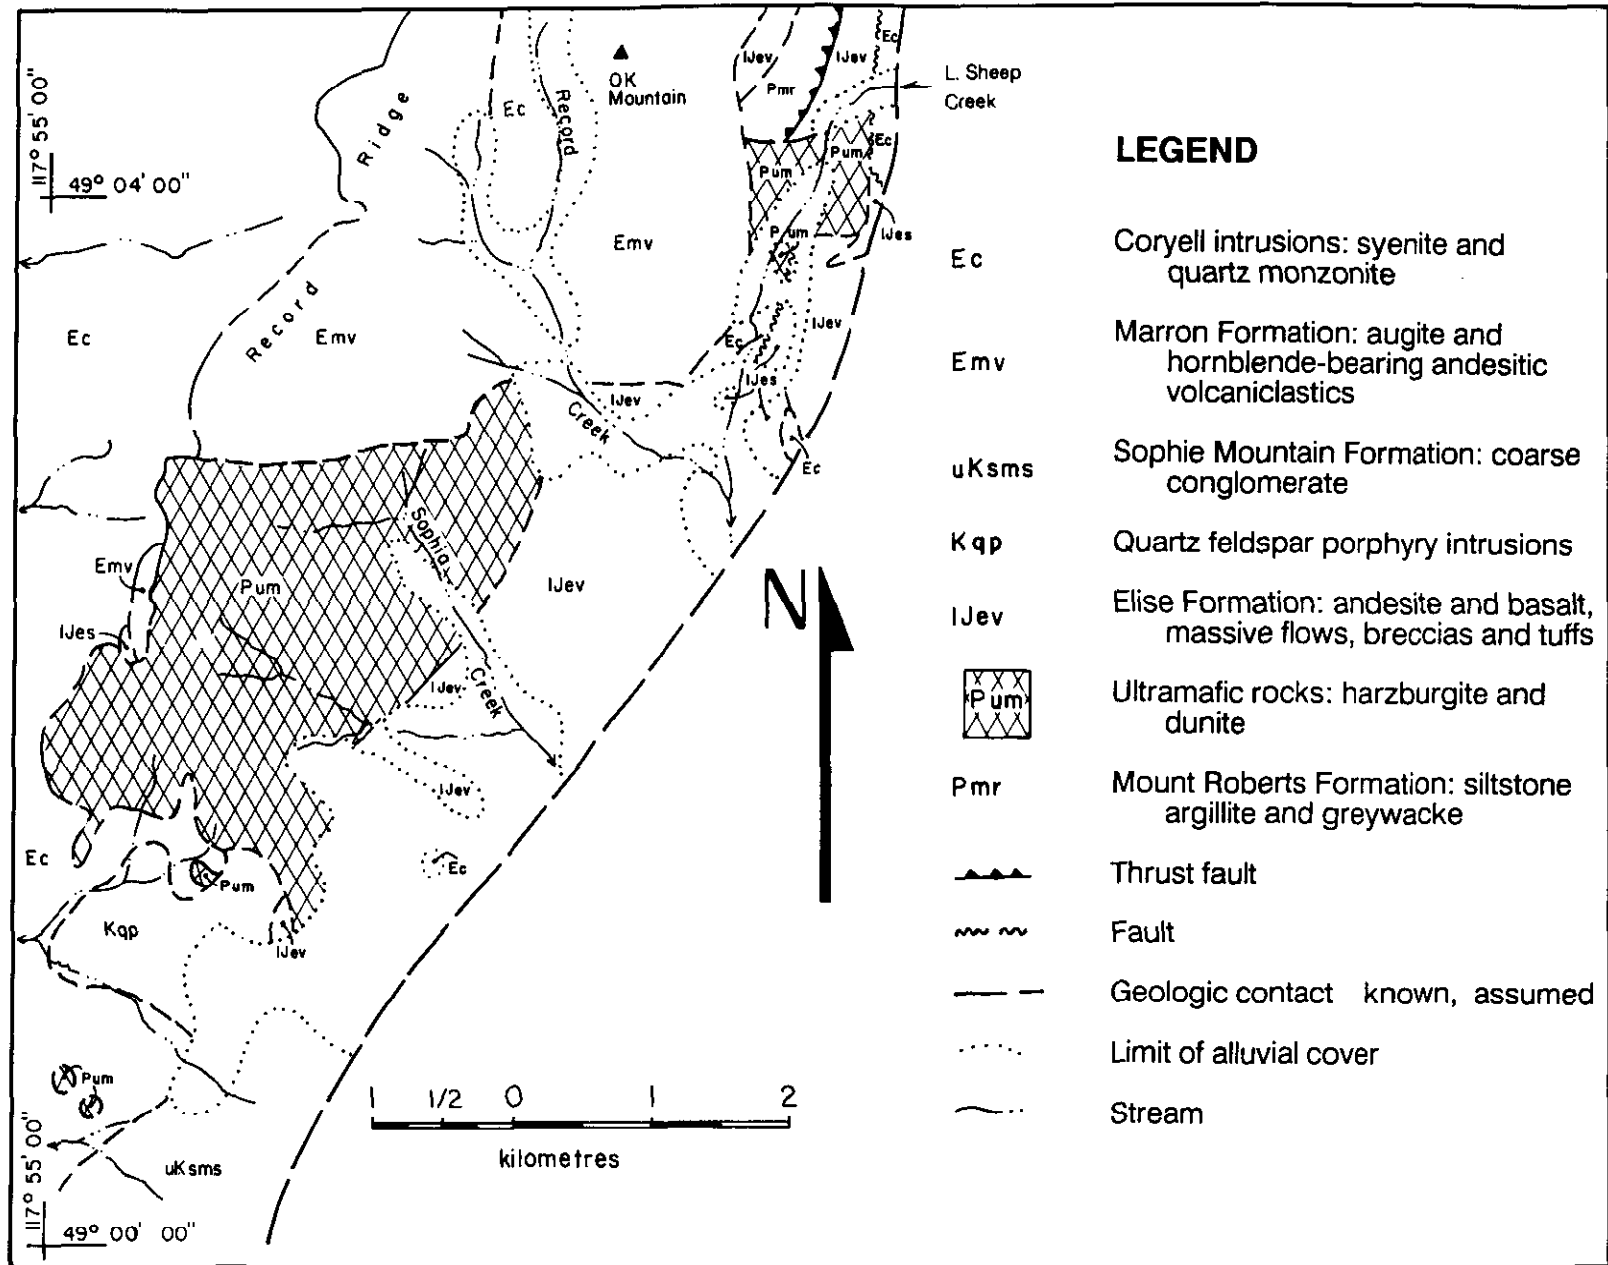 117° 55' 00"
49° 04' 00"
Ridge
Record
Ec
Emv
Ec
OK
Mountain
Record
Emv
IJev
Pmr
IJev
Ec
L. Sheep
Creek
Pum
Pum
Ec
Pum
IJes
IJev
Ec
IJes
IJev
Creek
Ec
Sophia
Creek
Emv
Pum
IJev
IJes
IJev
IJev
Ec
Ec
Pum
Kqp
IJev
Pum
uKsms
117° 55' 00"
49° 00' 00"
N
1 1/2 0 1 2
kilometres
LEGEND
Ec Coryell intrusions: syenite and
quartz monzonite
Emv Marron Formation: augite and
hornblende-bearing andesitic
volcaniclastics
uKsms Sophie Mountain Formation: coarse
conglomerate
Kqp Quartz feldspar porphyry intrusions
IJev Elise Formation: andesite and basalt,
massive flows, breccias and tuffs
Pum Ultramafic rocks: harzburgite and
dunite
Pmr Mount Roberts Formation: siltstone
argillite and greywacke
Thrust fault
Fault
Geologic contact known, assumed
Limit of alluvial cover
Stream